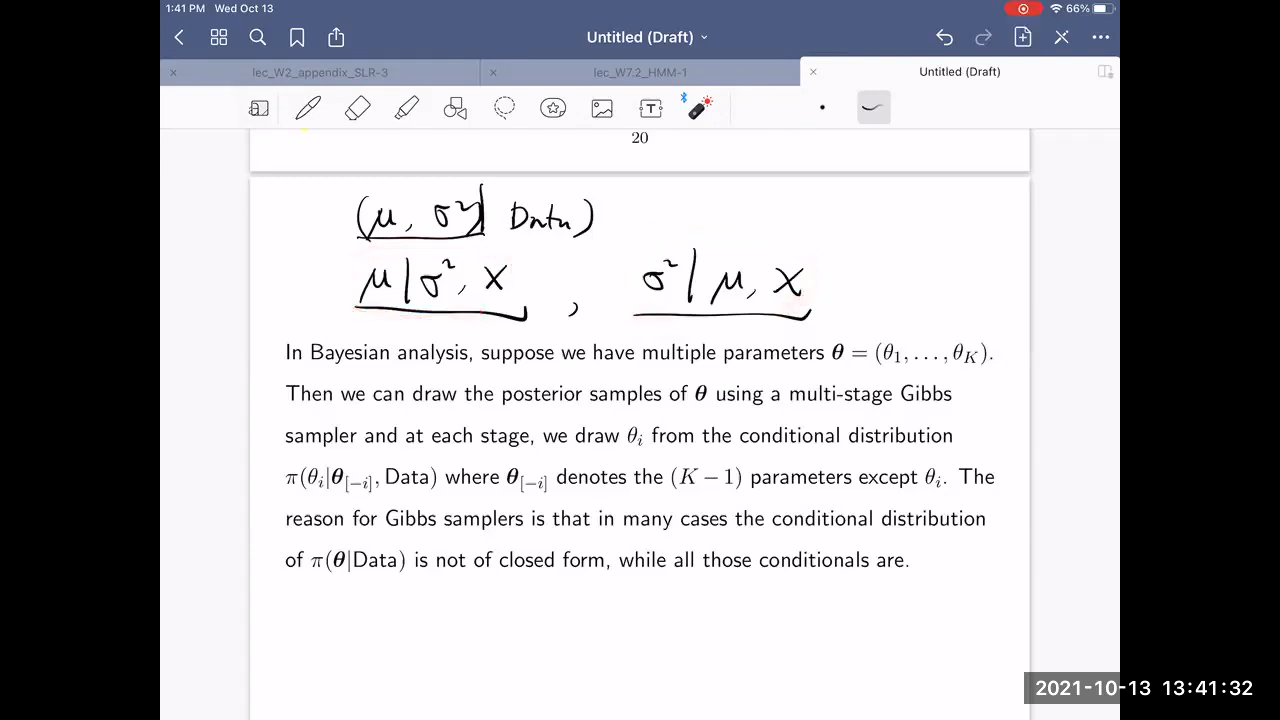 1:41 PM Wed Oct 13
66%
Untitled (Draft)
lec_W2_appendix_SLR-3
lec_W7.2_HMM-1
Untitled (Draft)
T
20
(μ, σ²)| Data)
μ|σ², X , σ²| μ, X
In Bayesian analysis, suppose we have multiple parameters θ = (θ₁, . . . , θ_K).
Then we can draw the posterior samples of θ using a multi-stage Gibbs
sampler and at each stage, we draw θᵢ from the conditional distribution
π(θᵢ|θ_[−i], Data) where θ_[−i] denotes the (K − 1) parameters except θᵢ. The
reason for Gibbs samplers is that in many cases the conditional distribution
of π(θ|Data) is not of closed form, while all those conditionals are.
2021-10-13 13:41:32